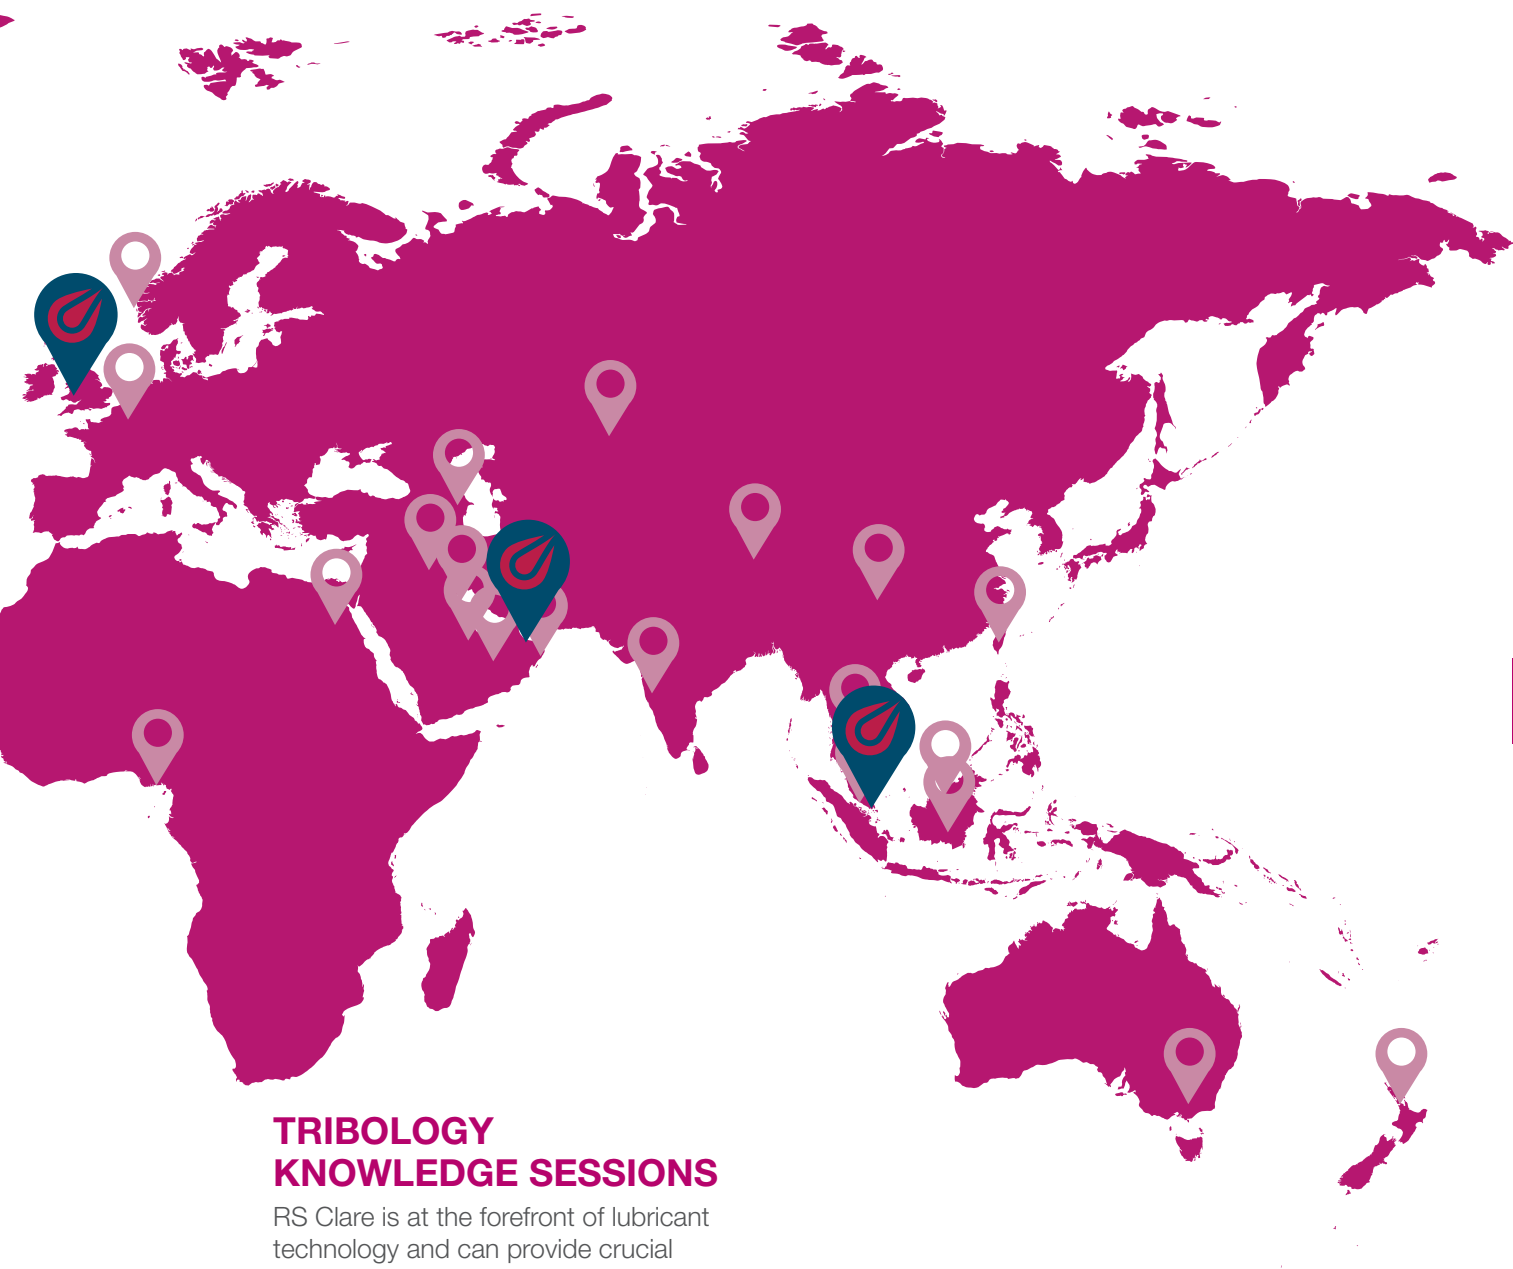 TRIBOLOGY
KNOWLEDGE SESSIONS
RS Clare is at the forefront of lubricant
technology and can provide crucial